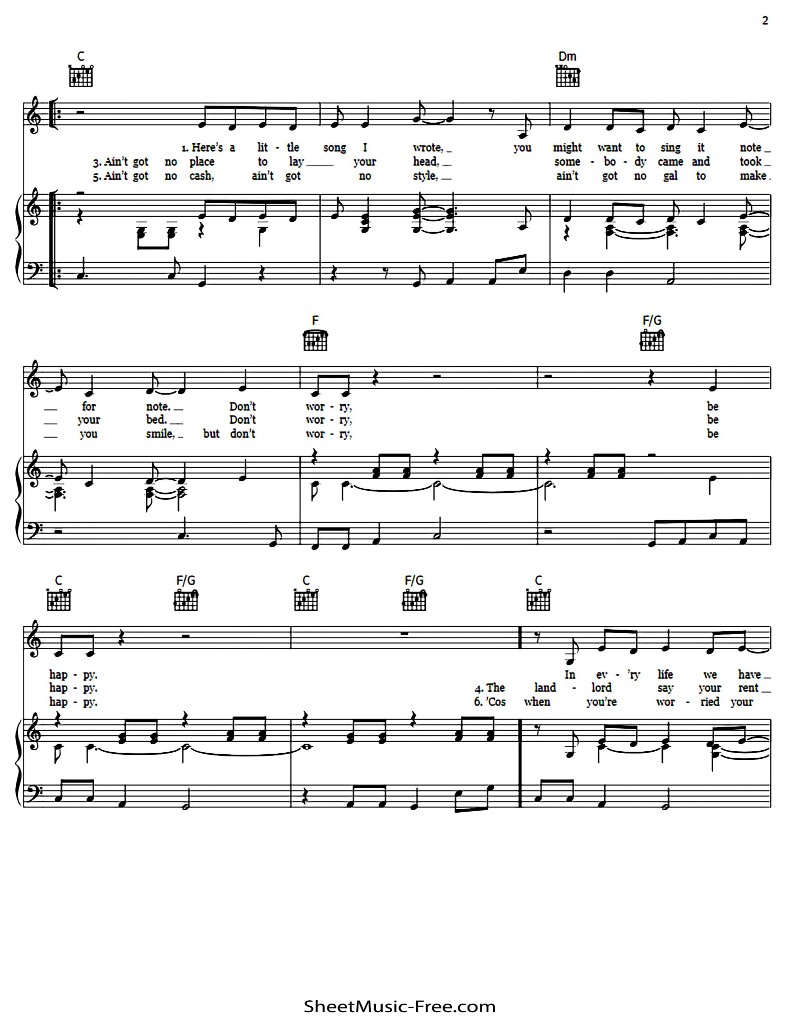 2
C Dm
1. Here's a lit - tle song I wrote, _ you might want to sing it note _
3. Ain't got no place to lay ____ your head, _ some - bo - dy came and took _
5. Ain't got no cash, ain't got no style, _ ain't got no gal to make _
F F/G
_ for note. _ Don't wor - ry, be
_ your bed. _ Don't wor - ry, be
_ you smile, _ but don't wor - ry, be
C F/G C F/G C
hap - py. In ev - 'ry life we have _
hap - py. 4. The land - lord say your rent _
hap - py. 6. 'Cos when you're wor - ried your
SheetMusic-Free.com